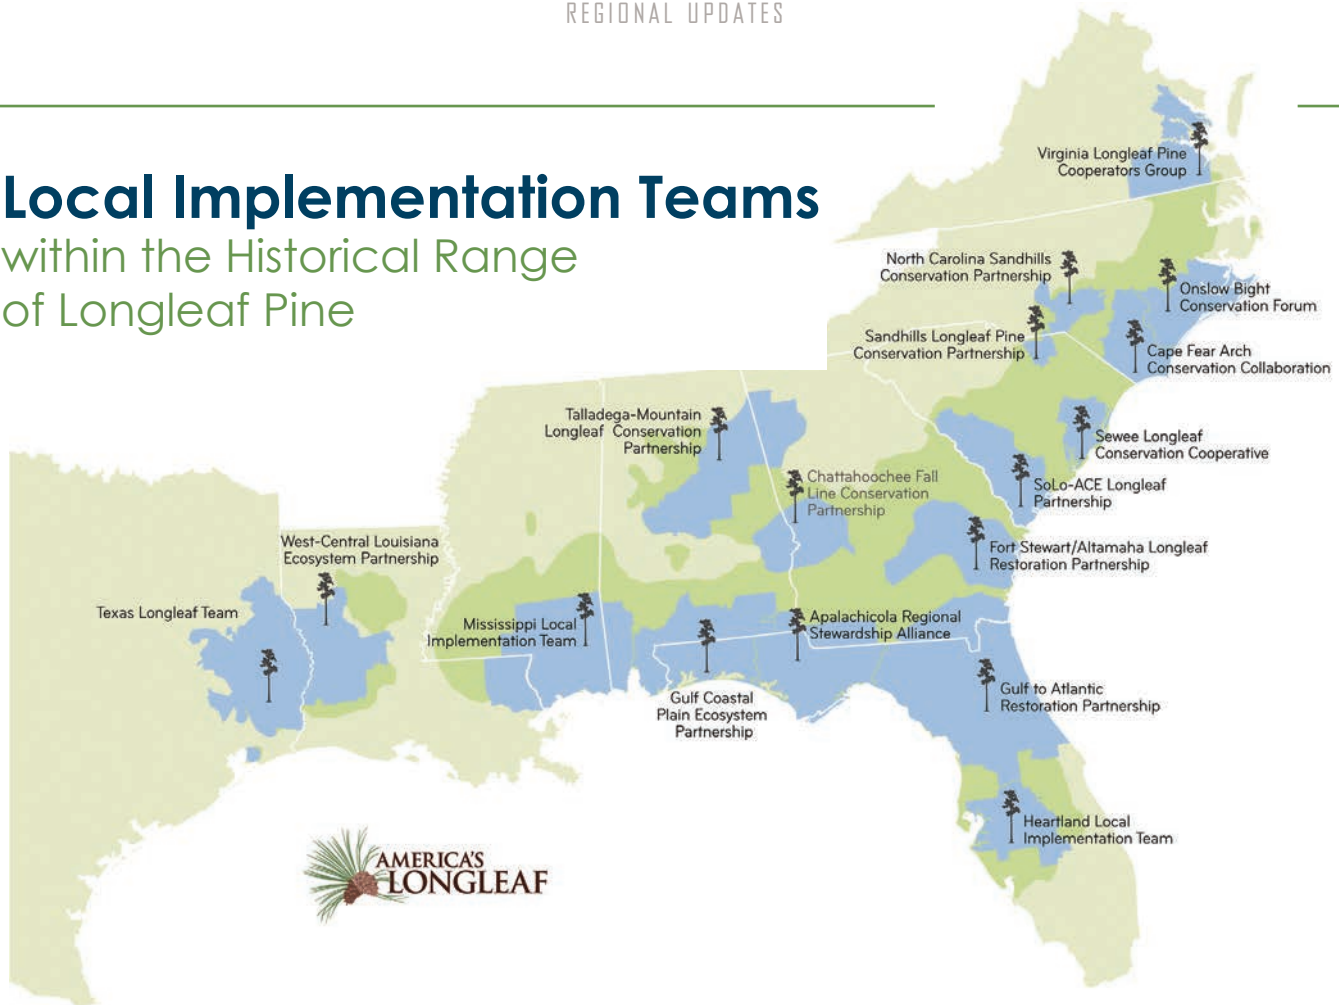 REGIONAL UPDATES
Local Implementation Teams
within the Historical Range
of Longleaf Pine
Virginia Longleaf Pine
Cooperators Group
North Carolina Sandhills
Conservation Partnership
Onslow Bight
Conservation Forum
Sandhills Longleaf Pine
Conservation Partnership
Cape Fear Arch
Conservation Collaboration
Talladega-Mountain
Longleaf Conservation
Partnership
Sewee Longleaf
Conservation Cooperative
Chattahoochee Fall
Line Conservation
Partnership
SoLo-ACE Longleaf
Partnership
West-Central Louisiana
Ecosystem Partnership
Fort Stewart/Altamaha Longleaf
Restoration Partnership
Texas Longleaf Team
Mississippi Local
Implementation Team
Apalachicola Regional
Stewardship Alliance
Gulf Coastal
Plain Ecosystem
Partnership
Gulf to Atlantic
Restoration Partnership
Heartland Local
Implementation Team
AMERICA'S
LONGLEAF